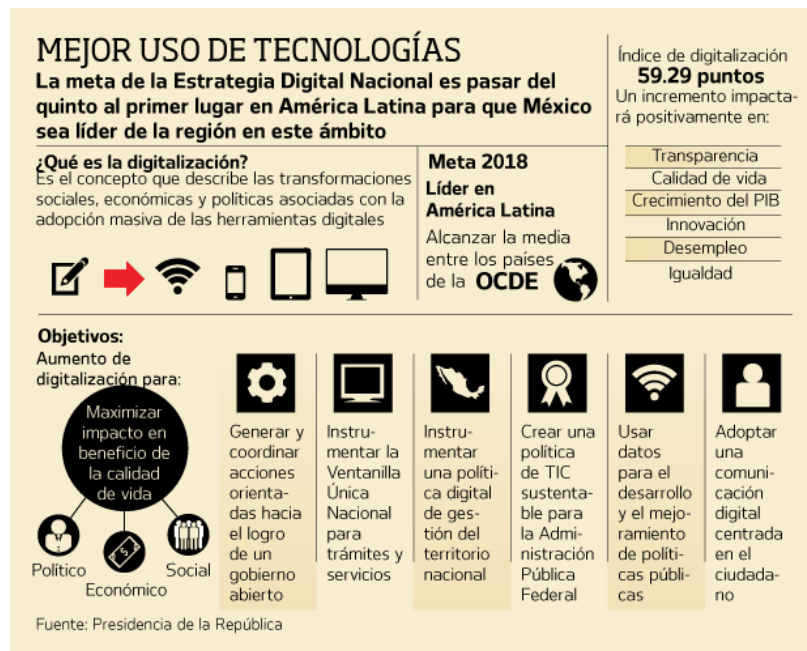 MEJOR USO DE TECNOLOGÍAS
La meta de la Estrategia Digital Nacional es pasar del
quinto al primer lugar en América Latina para que México
sea líder de la región en este ámbito
¿Qué es la digitalización?
Es el concepto que describe las transformaciones
sociales, económicas y políticas asociadas con la
adopción masiva de las herramientas digitales
Meta 2018
Líder en
América Latina
Alcanzar la media
entre los países
de la OCDE
Índice de digitalización
59.29 puntos
Un incremento impacta-
rá positivamente en:
Transparencia
Calidad de vida
Crecimiento del PIB
Innovación
Desempleo
Igualdad
Objetivos:
Aumento de
digitalización para:
Maximizar
impacto en
beneficio de
la calidad
de vida
Político
Económico
Social
Generar y
coordinar
acciones
orienta-
das hacia
el logro
de un
gobierno
abierto
Instru-
mentar la
Ventanilla
Única
Nacional
para
trámites y
servicios
Instru-
mentar
una políti-
ca digital
de ges-
tión del
territorio
nacional
Crear una
política
de TIC
sustenta-
ble para
la Admi-
nistración
Pública
Federal
Usar
datos
para el
desarrollo
y el mejo-
ramiento
de políti-
cas públi-
cas
Adoptar
una
comuni-
cación
digital
centrada
en el
ciudada-
no
Fuente: Presidencia de la República